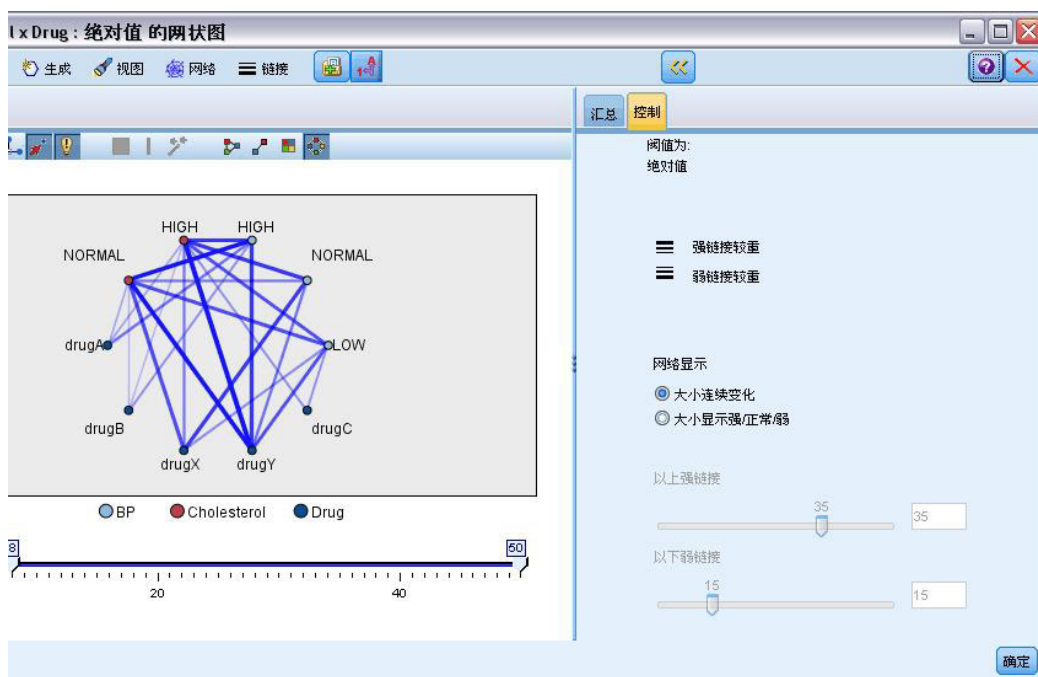 l x Drug : 绝对值 的网状图
生成 视图 网络 链接
汇总 控制
阈值为:
绝对值
HIGH HIGH
NORMAL NORMAL
强链接较重
弱链接较重
drugA LOW
网络显示
大小连续变化
大小显示强/正常/弱
drugB drugC
drugX drugY
以上强链接
BP Cholesterol Drug
35
35
8 50
以下弱链接
20 40
15
15
确定